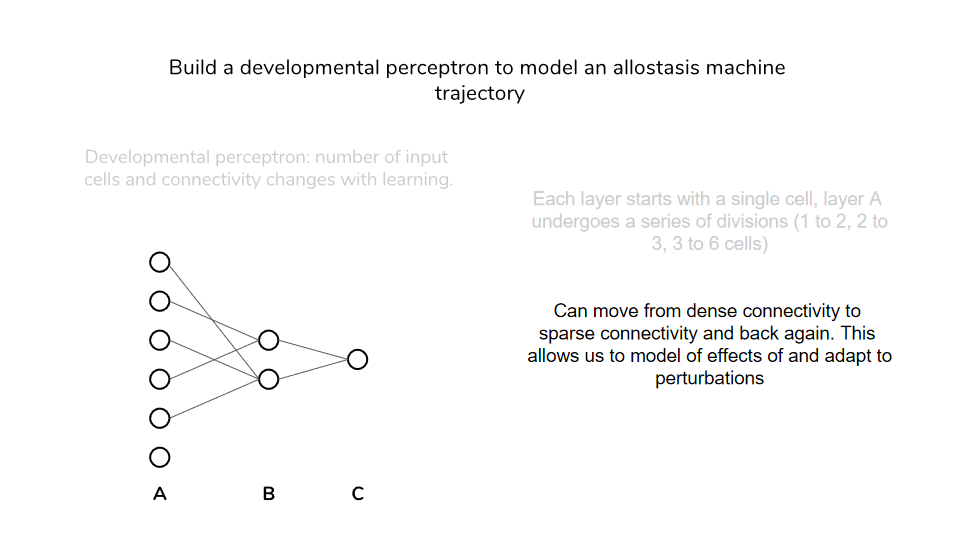 Build a developmental perceptron to model an allostasis machine
trajectory
Developmental perceptron: number of input
cells and connectivity changes with learning.
Each layer starts with a single cell, layer A
undergoes a series of divisions (1 to 2, 2 to
3, 3 to 6 cells)
Can move from dense connectivity to
sparse connectivity and back again. This
allows us to model of effects of and adapt to
perturbations
A B C